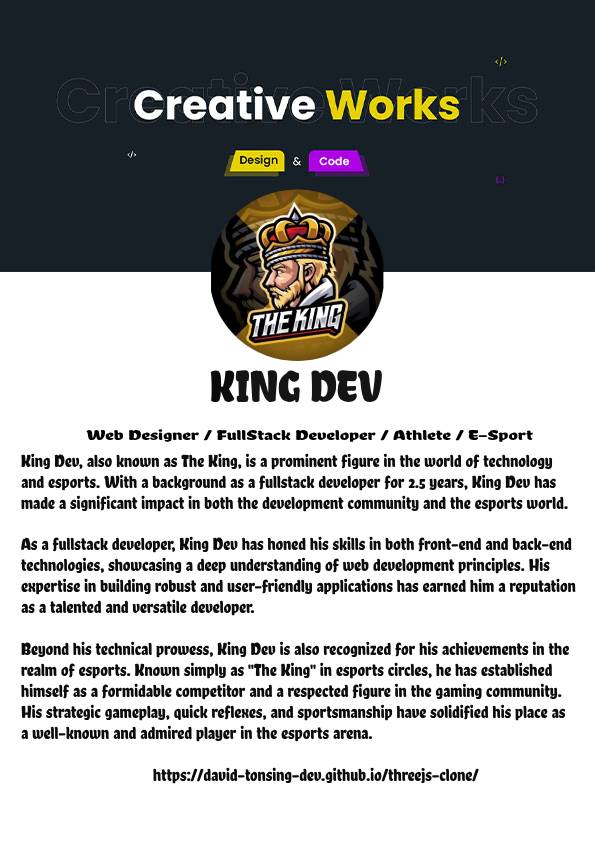 </>
Creative Works
Creative Works
</>
Design & Code
{..}
THE KING
KING DEV
Web Designer / FullStack Developer / Athlete / E-Sport
King Dev, also known as The King, is a prominent figure in the world of technology
and esports. With a background as a fullstack developer for 2.5 years, King Dev has
made a significant impact in both the development community and the esports world.
As a fullstack developer, King Dev has honed his skills in both front-end and back-end
technologies, showcasing a deep understanding of web development principles. His
expertise in building robust and user-friendly applications has earned him a reputation
as a talented and versatile developer.
Beyond his technical prowess, King Dev is also recognized for his achievements in the
realm of esports. Known simply as "The King" in esports circles, he has established
himself as a formidable competitor and a respected figure in the gaming community.
His strategic gameplay, quick reflexes, and sportsmanship have solidified his place as
a well-known and admired player in the esports arena.
https://david-tonsing-dev.github.io/threejs-clone/